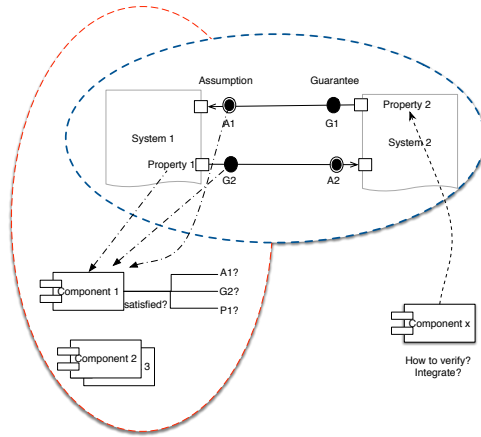 Assumption
Guarantee
Property 2
A1
G1
System 1
System 2
Property 1
G2
A2
A1?
Component 1
G2?
satisfied?
P1?
Component x
Component 2
3
How to verify?
Integrate?